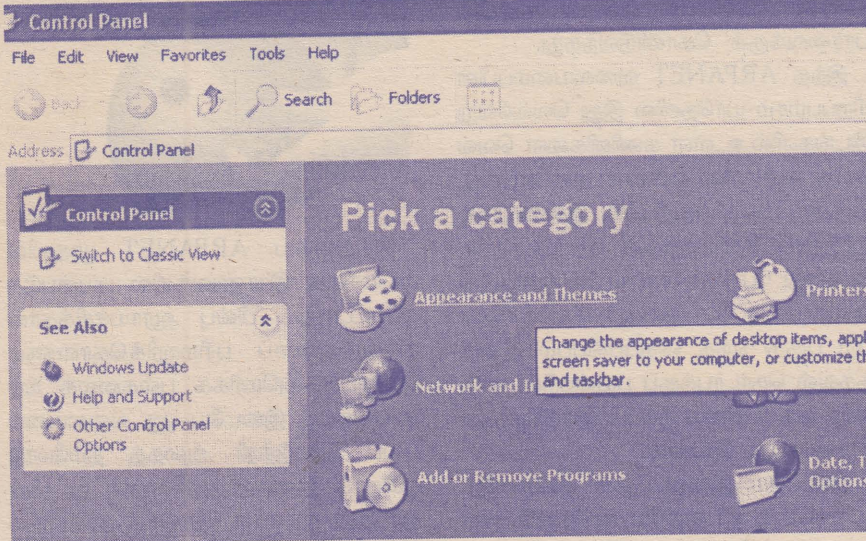 Control Panel
File Edit View Favorites Tools Help
Back Search Folders
Address Control Panel
Control Panel
Switch to Classic View
See Also
Windows Update
Help and Support
Other Control Panel
Options
Pick a category
Appearance and Themes
Printers
Change the appearance of desktop items, appl
screen saver to your computer, or customize th
and taskbar.
Network and In
Add or Remove Programs
Date, T
Options